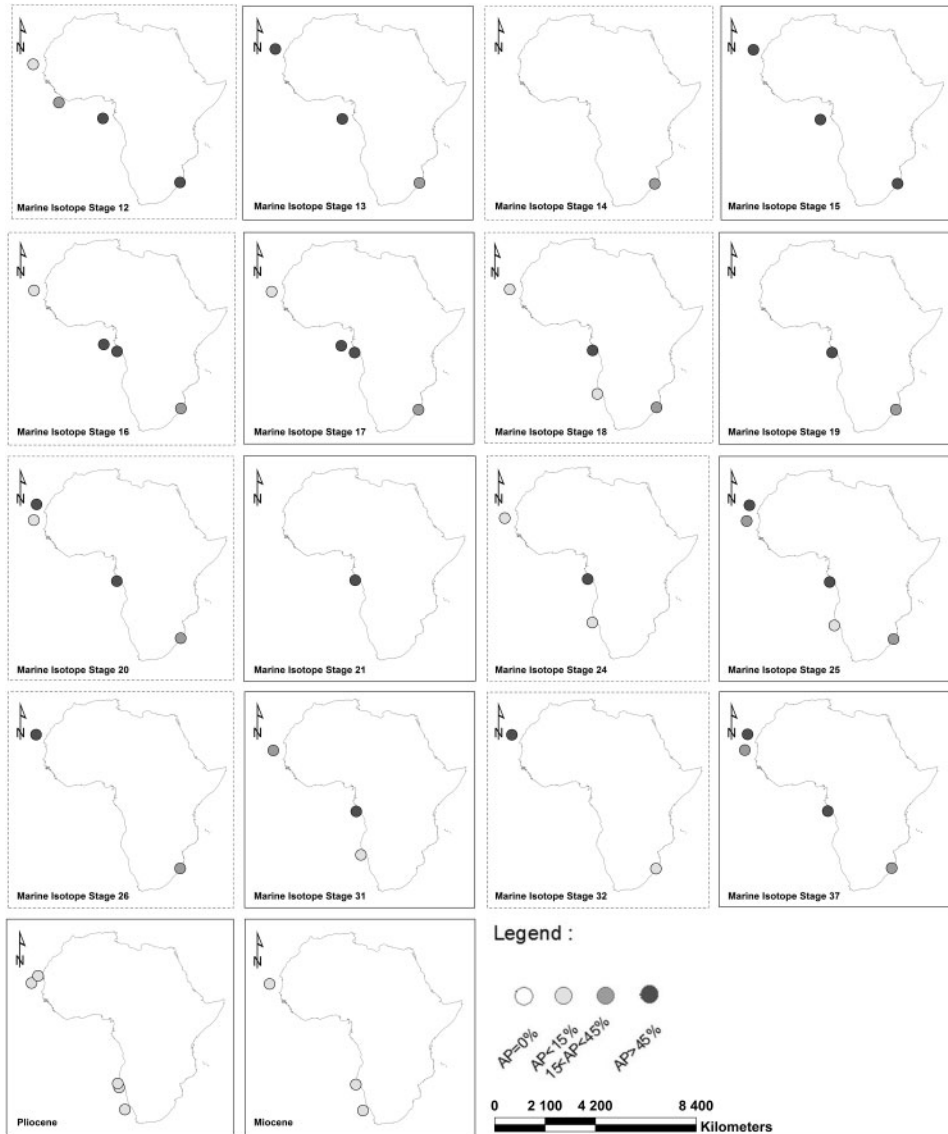 N
Marine Isotope Stage 12
N
Marine Isotope Stage 13
N
Marine Isotope Stage 14
N
Marine Isotope Stage 15
N
Marine Isotope Stage 16
N
Marine Isotope Stage 17
N
Marine Isotope Stage 18
N
Marine Isotope Stage 19
N
Marine Isotope Stage 20
N
Marine Isotope Stage 21
N
Marine Isotope Stage 24
N
Marine Isotope Stage 25
N
Marine Isotope Stage 26
N
Marine Isotope Stage 31
N
Marine Isotope Stage 32
N
Marine Isotope Stage 37
N
Pliocene
N
Miocene
Legend :
AP=0%
AP<15%
15<AP<45%
AP>45%
0 2 100 4 200 8 400
Kilometers